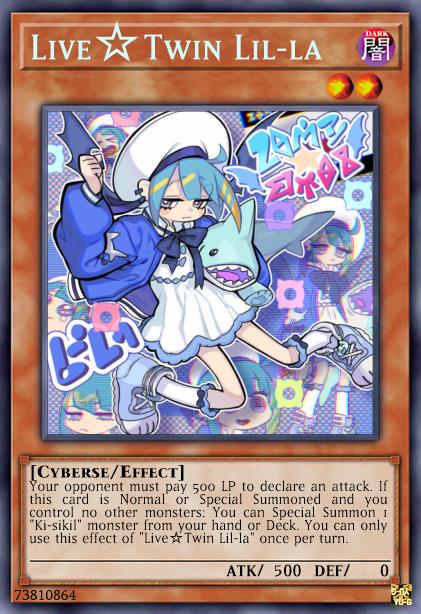 Live☆Twin Lil-la
DARK
闇
[Cyberse/Effect]
Your opponent must pay 500 LP to declare an attack. If
this card is Normal or Special Summoned and you
control no other monsters: You can Special Summon 1
"Ki-sikil" monster from your hand or Deck. You can only
use this effect of "Live☆Twin Lil-la" once per turn.
ATK/ 500 DEF/ 0
73810864